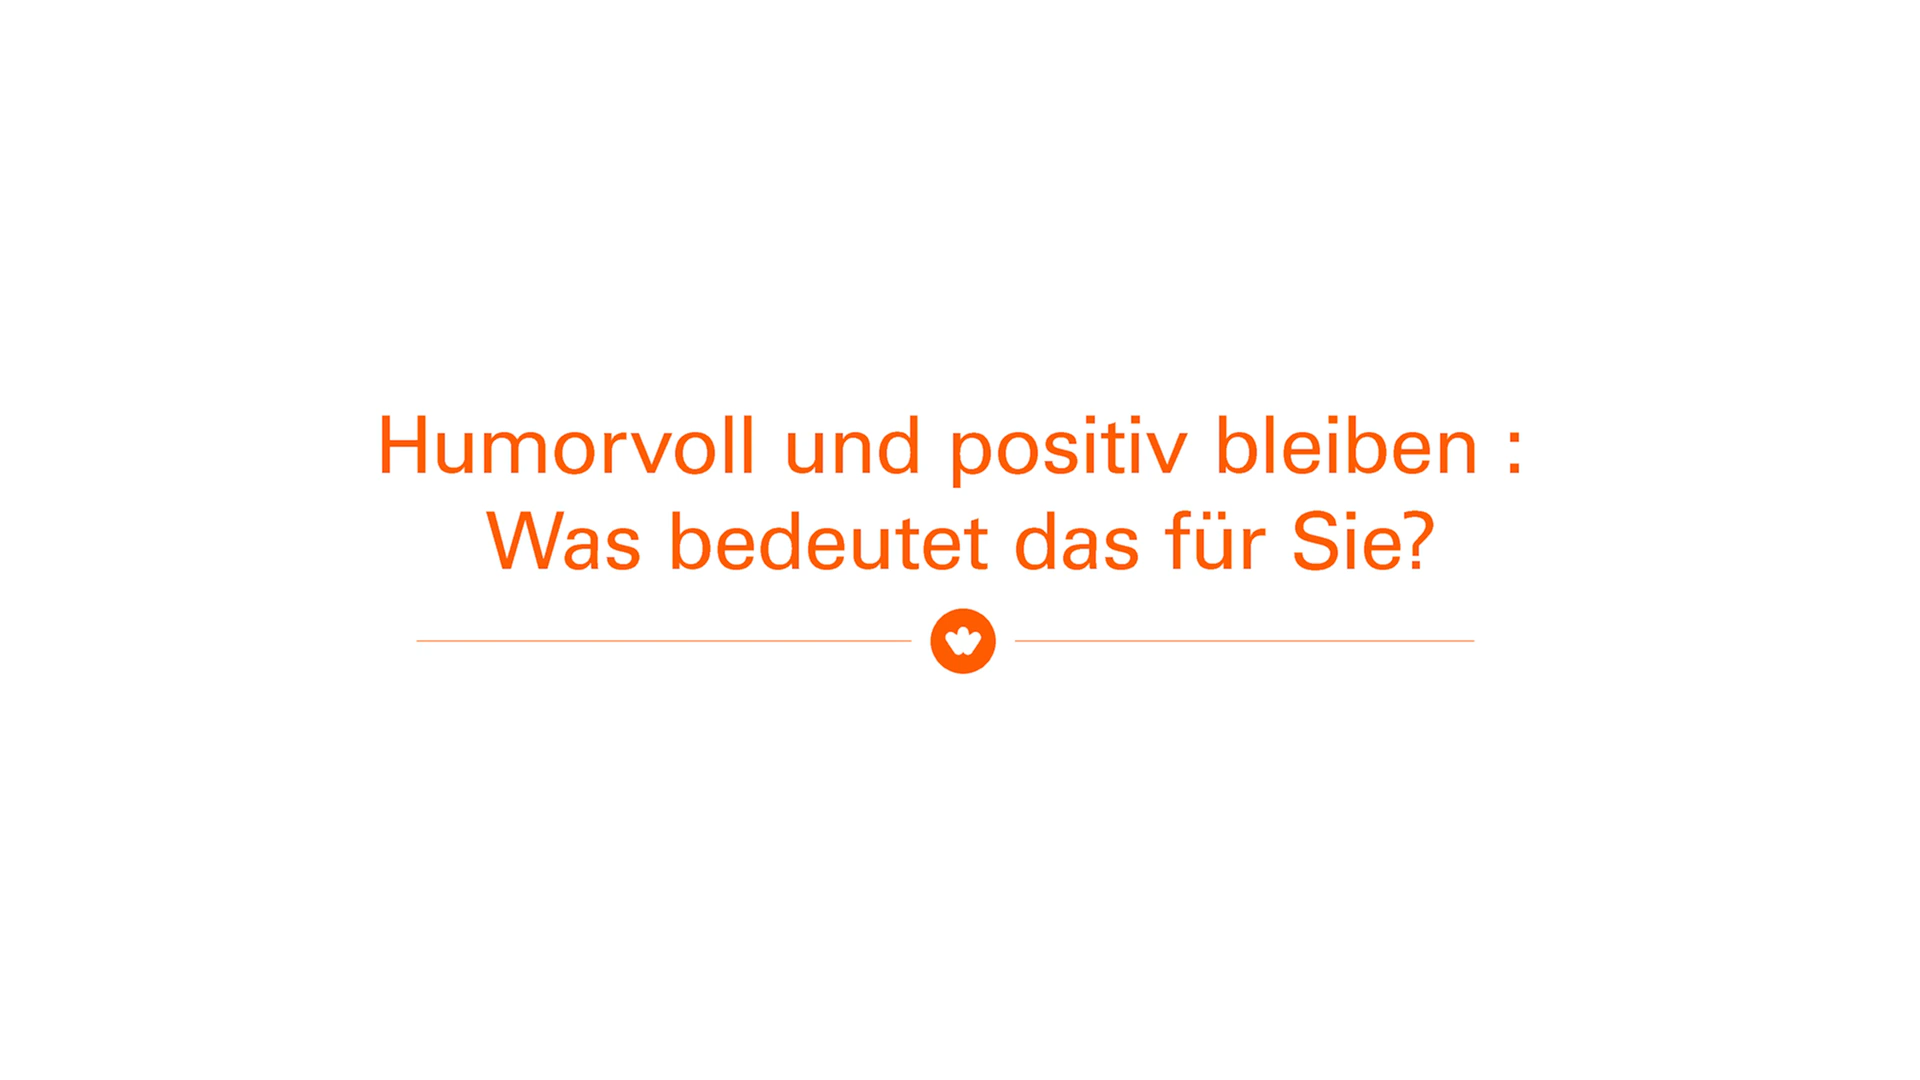 Humorvoll und positiv bleiben :
Was bedeutet das für Sie?